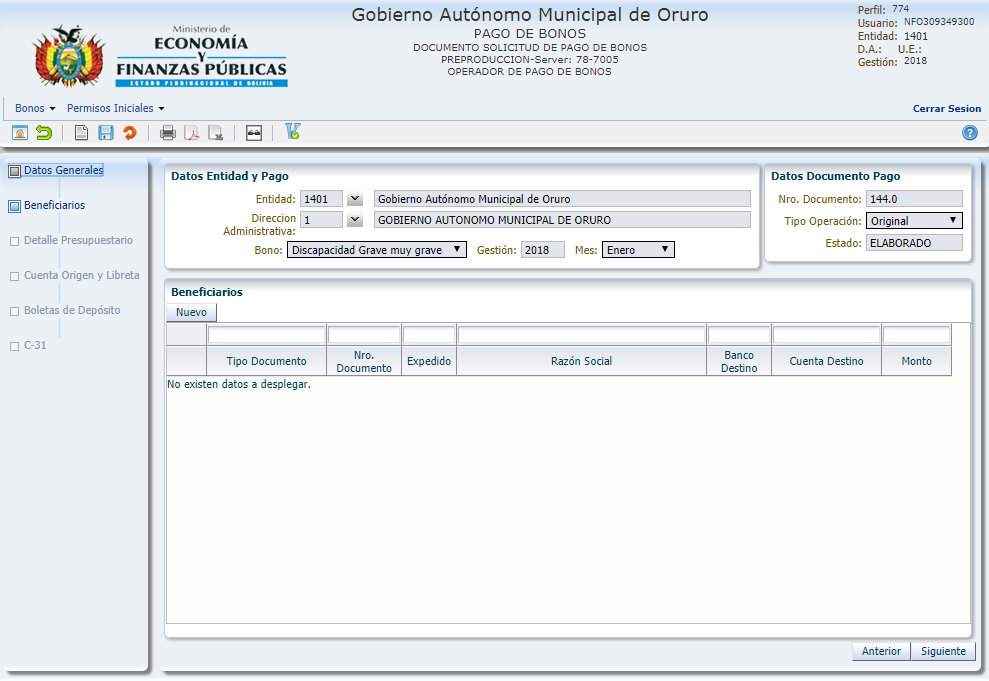 Ministerio de
ECONOMÍA
Y
FINANZAS PÚBLICAS
ESTADO PLURINACIONAL DE BOLIVIA
Gobierno Autónomo Municipal de Oruro
PAGO DE BONOS
DOCUMENTO SOLICITUD DE PAGO DE BONOS
PREPRODUCCION-Server: 78-7005
OPERADOR DE PAGO DE BONOS
Perfil: 774
Usuario: NFO309349300
Entidad: 1401
D.A.: U.E.:
Gestión: 2018
Bonos Permisos Iniciales Cerrar Sesion
Datos Generales
Beneficiarios
Detalle Presupuestario
Cuenta Origen y Libreta
Boletas de Depósito
C-31
Datos Entidad y Pago
Entidad: 1401 Gobierno Autónomo Municipal de Oruro
Direccion Administrativa: 1 GOBIERNO AUTONOMO MUNICIPAL DE ORURO
Bono: Discapacidad Grave muy grave Gestión: 2018 Mes: Enero
Datos Documento Pago
Nro. Documento: 144.0
Tipo Operación: Original
Estado: ELABORADO
Beneficiarios
Nuevo
Tipo Documento Nro. Documento Expedido Razón Social Banco Destino Cuenta Destino Monto
No existen datos a desplegar.
Anterior Siguiente